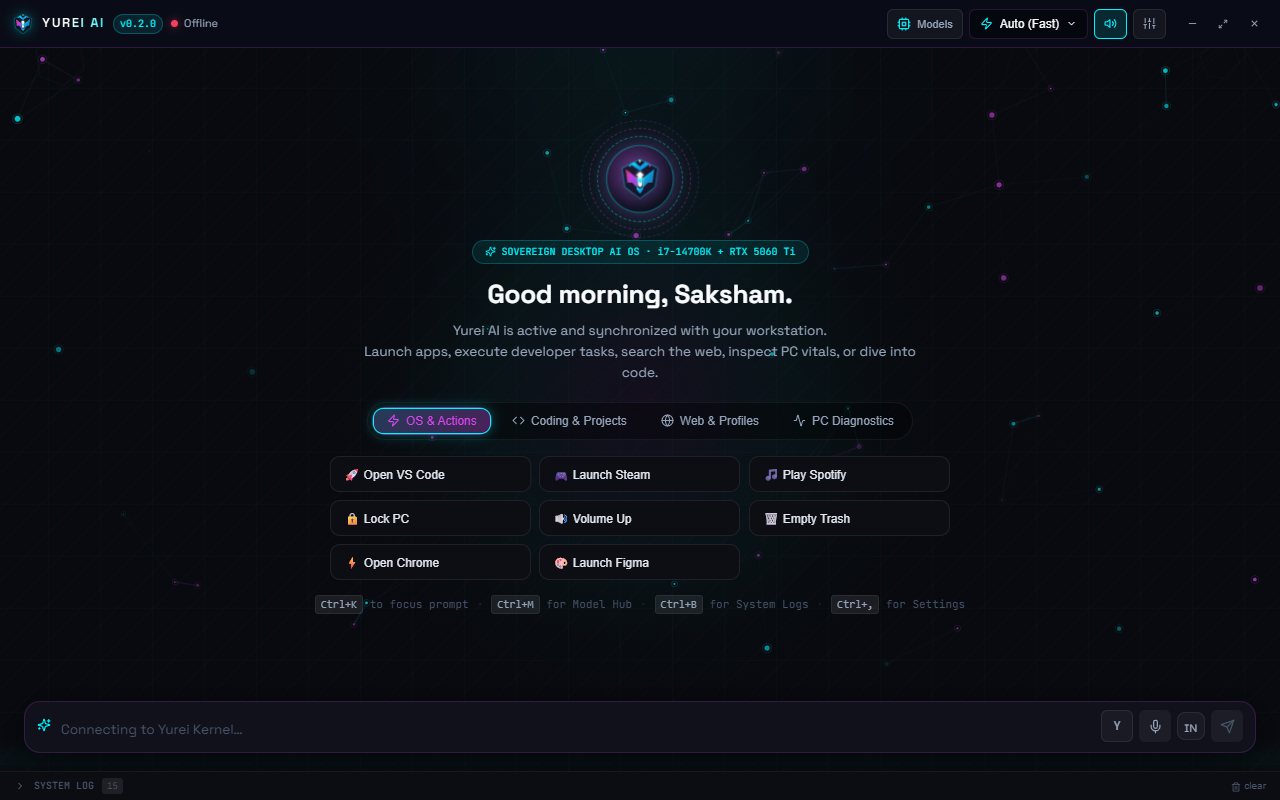 YUREI AI v0.2.0 Offline Models Auto (Fast)
SOVEREIGN DESKTOP AI OS · i7-14700K + RTX 5060 Ti
Good morning, Saksham.
Yurei AI is active and synchronized with your workstation.
Launch apps, execute developer tasks, search the web, inspect PC vitals, or dive into
code.
OS & Actions Coding & Projects Web & Profiles PC Diagnostics
Open VS Code Launch Steam Play Spotify
Lock PC Volume Up Empty Trash
Open Chrome Launch Figma
Ctrl+K to focus prompt · Ctrl+M for Model Hub · Ctrl+B for System Logs · Ctrl+, for Settings
Connecting to Yurei Kernel… Y IN
SYSTEM LOG 15 clear